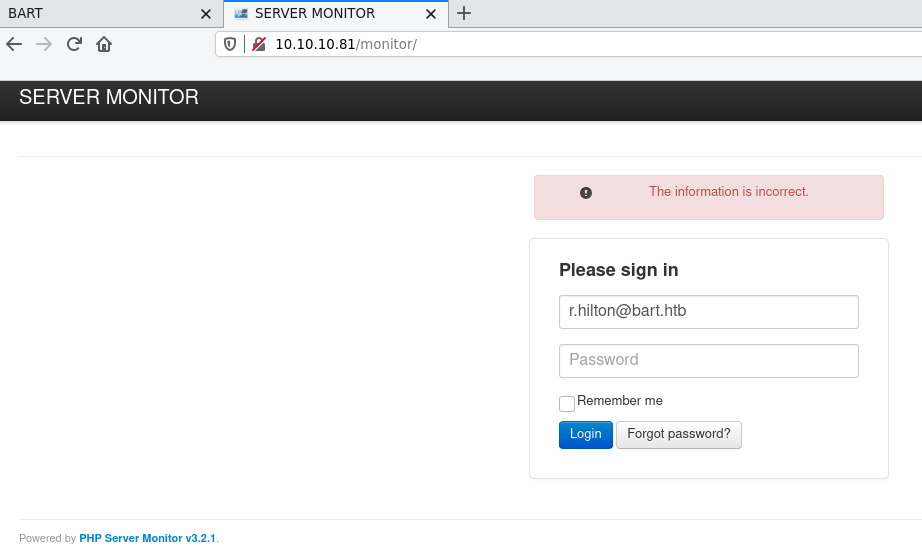 BART
SERVER MONITOR
10.10.10.81/monitor/
SERVER MONITOR
The information is incorrect.
Please sign in
r.hilton@bart.htb
Password
Remember me
Login Forgot password?
Powered by PHP Server Monitor v3.2.1.